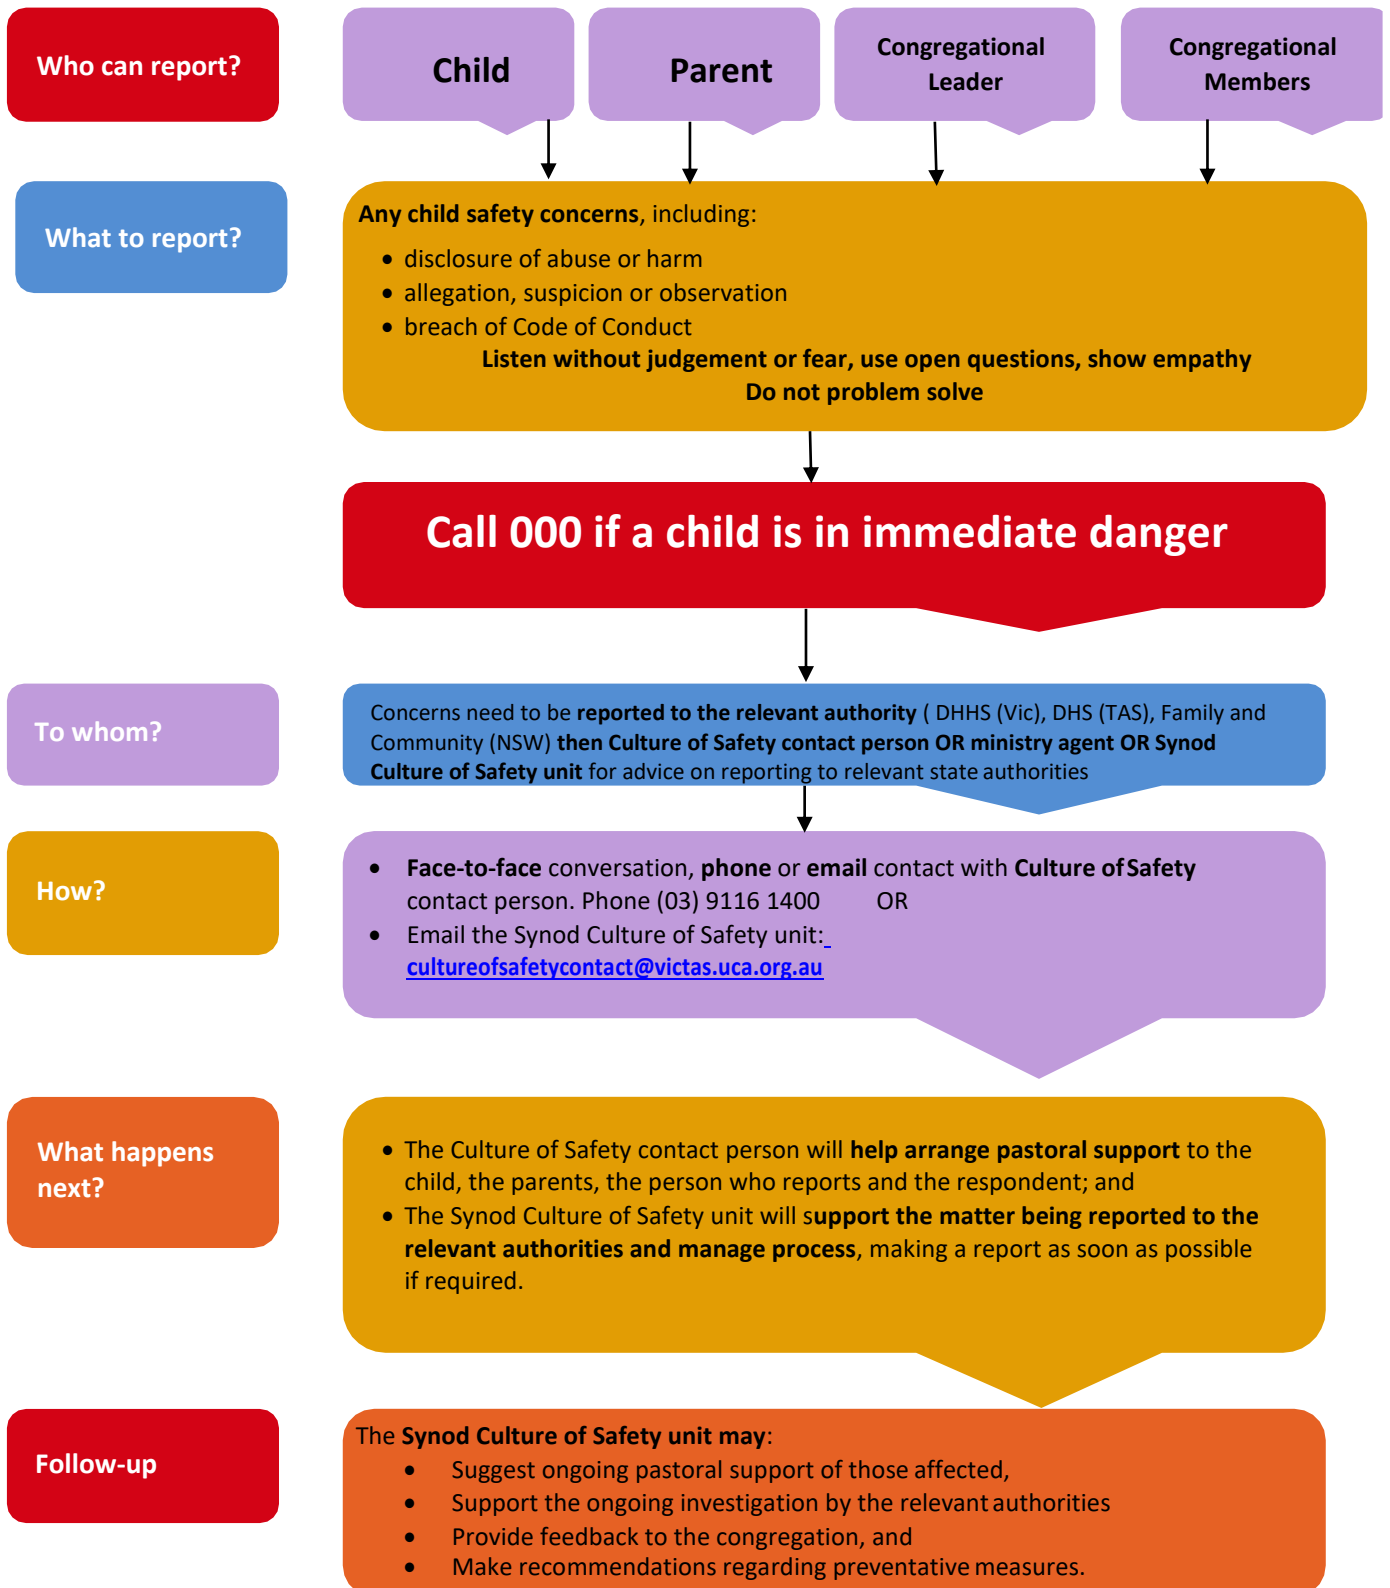 Who can report?
Child
Parent
Congregational
Leader
Congregational
Members
What to report?
Any child safety concerns, including:
• disclosure of abuse or harm
• allegation, suspicion or observation
• breach of Code of Conduct
Listen without judgement or fear, use open questions, show empathy
Do not problem solve
Call 000 if a child is in immediate danger
To whom?
Concerns need to be reported to the relevant authority ( DHHS (Vic), DHS (TAS), Family and
Community (NSW) then Culture of Safety contact person OR ministry agent OR Synod
Culture of Safety unit for advice on reporting to relevant state authorities
How?
• Face-to-face conversation, phone or email contact with Culture of Safety
contact person. Phone (03) 9116 1400 OR
• Email the Synod Culture of Safety unit:
cultureofsafetycontact@victas.uca.org.au
What happens
next?
• The Culture of Safety contact person will help arrange pastoral support to the
child, the parents, the person who reports and the respondent; and
• The Synod Culture of Safety unit will support the matter being reported to the
relevant authorities and manage process, making a report as soon as possible
if required.
Follow-up
The Synod Culture of Safety unit may:
• Suggest ongoing pastoral support of those affected,
• Support the ongoing investigation by the relevant authorities
• Provide feedback to the congregation, and
• Make recommendations regarding preventative measures.